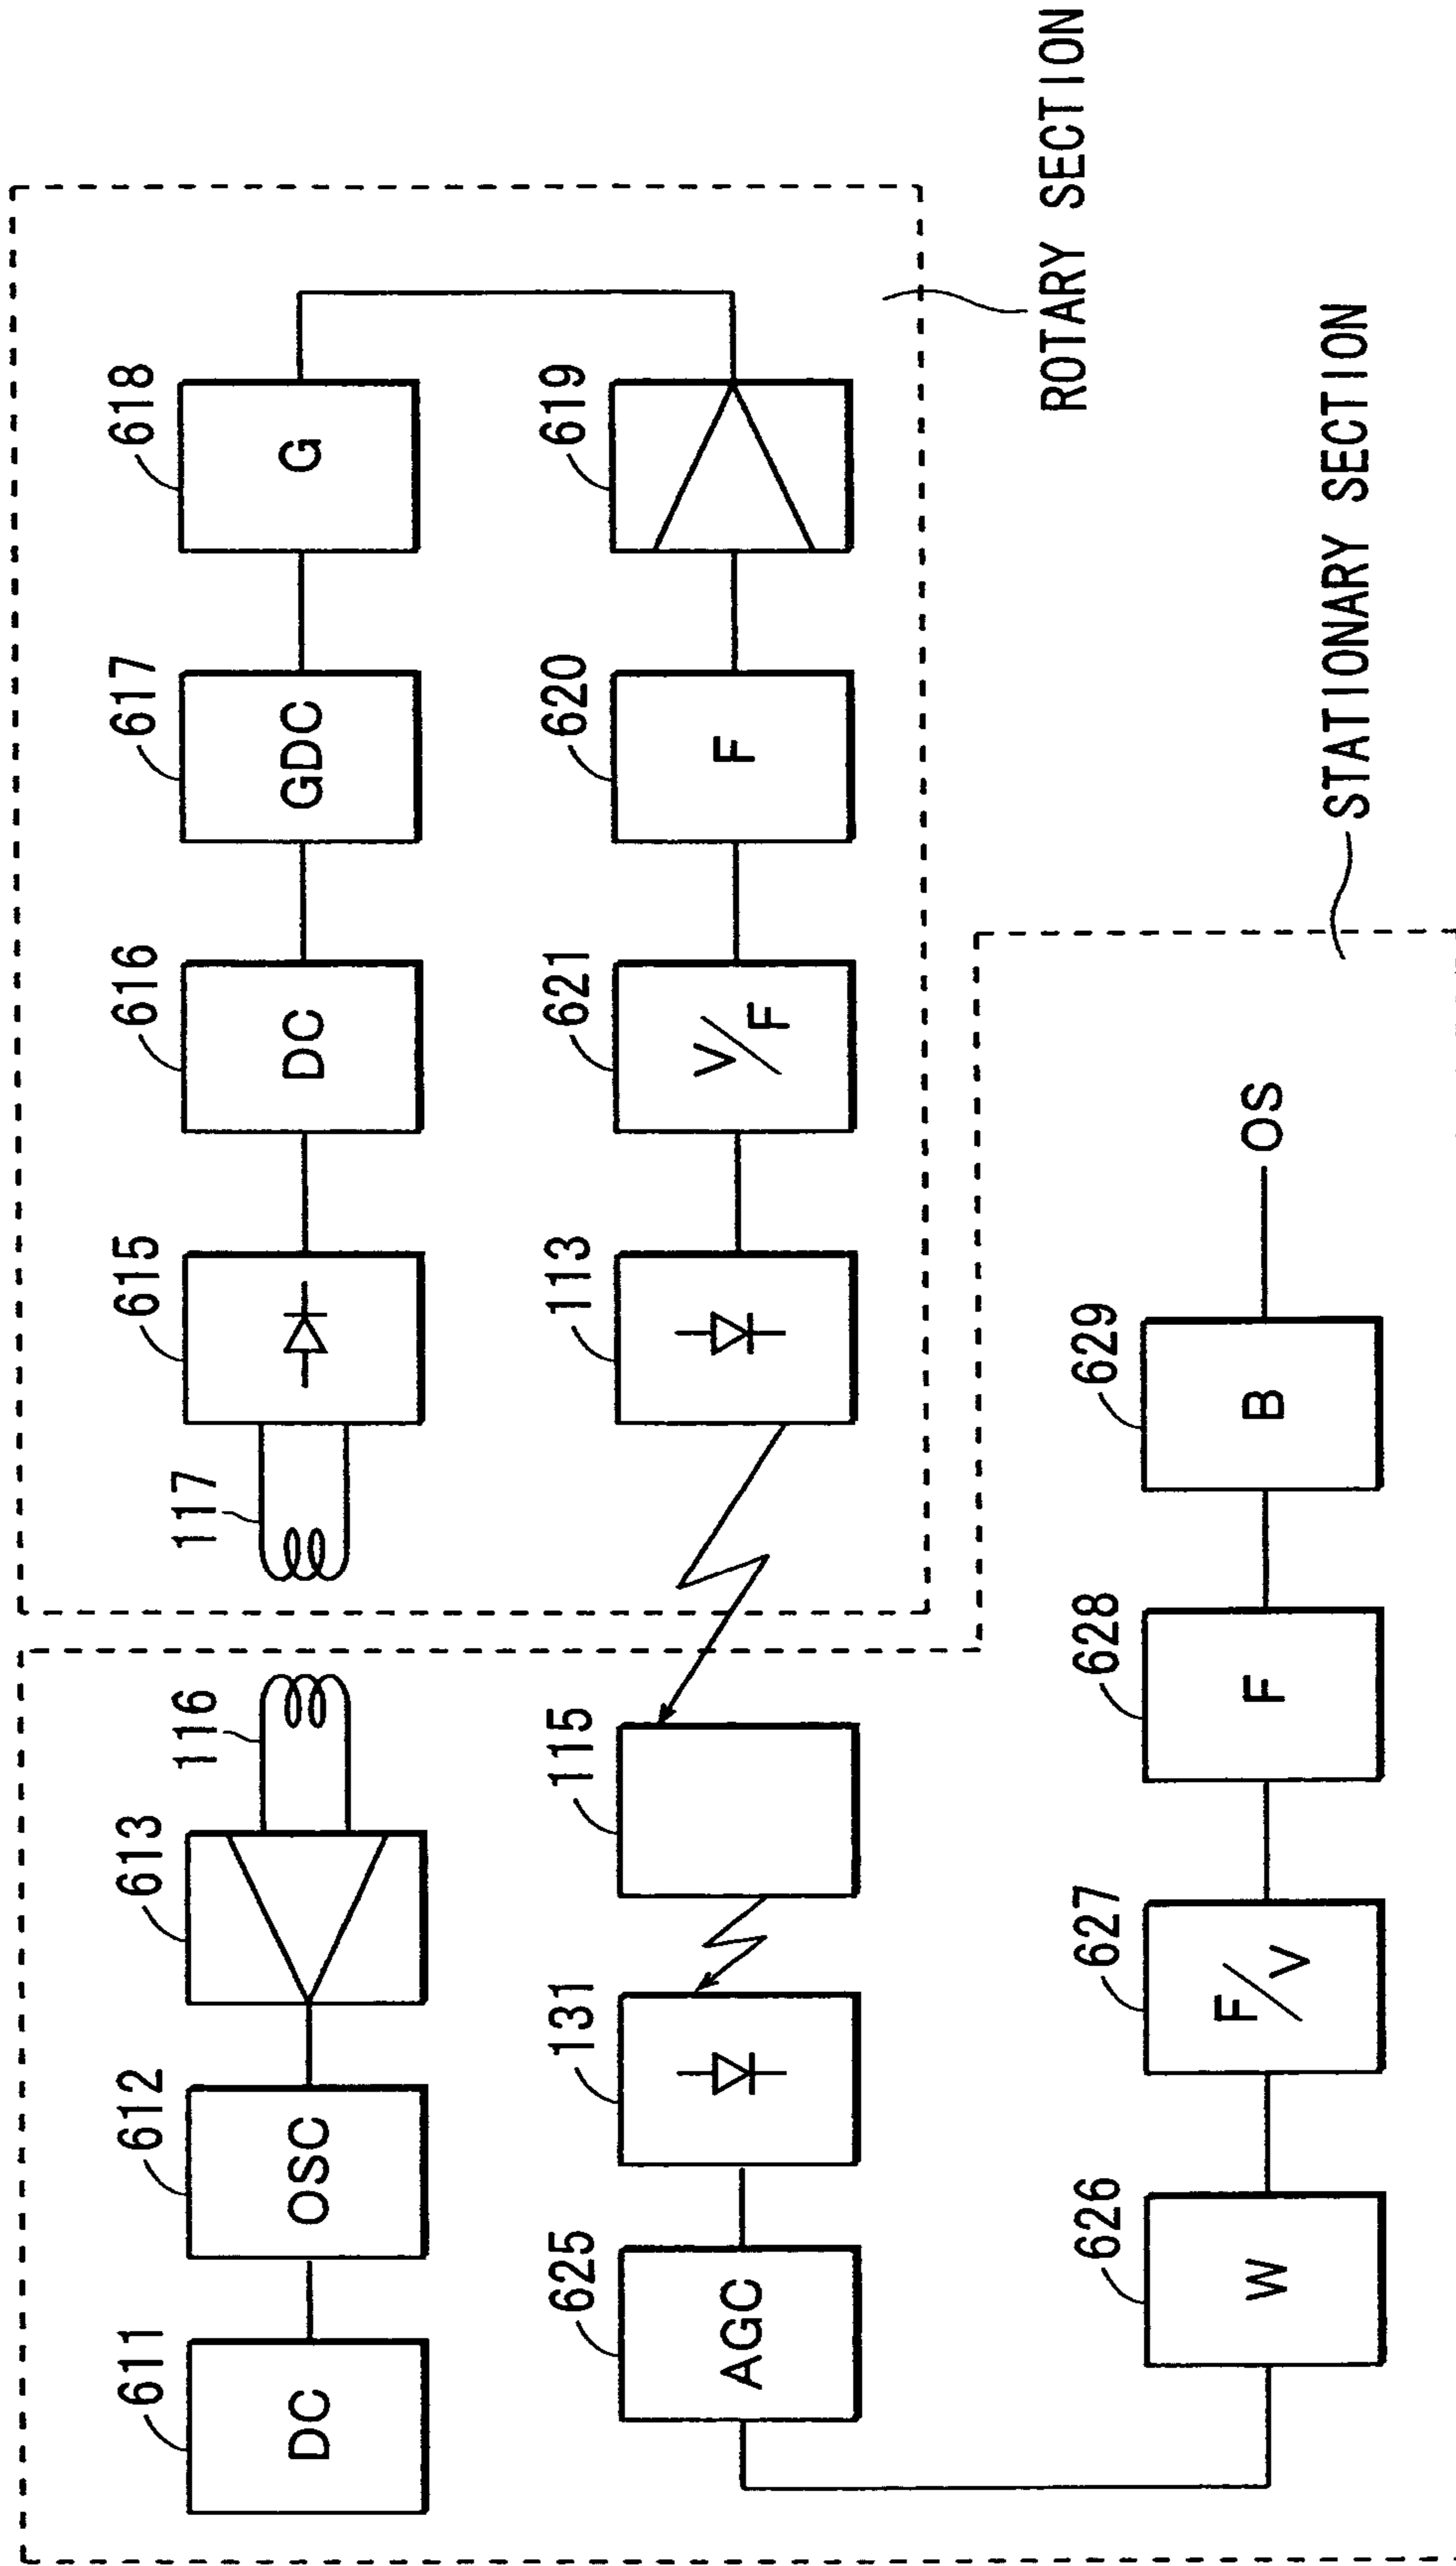 611
DC
612
OSC
613
116
117
615
616
DC
617
GDC
618
G
625
AGC
131
115
113
621
V/F
620
F
619
ROTARY SECTION
626
W
627
F/V
628
F
629
B
OS
STATIONARY SECTION